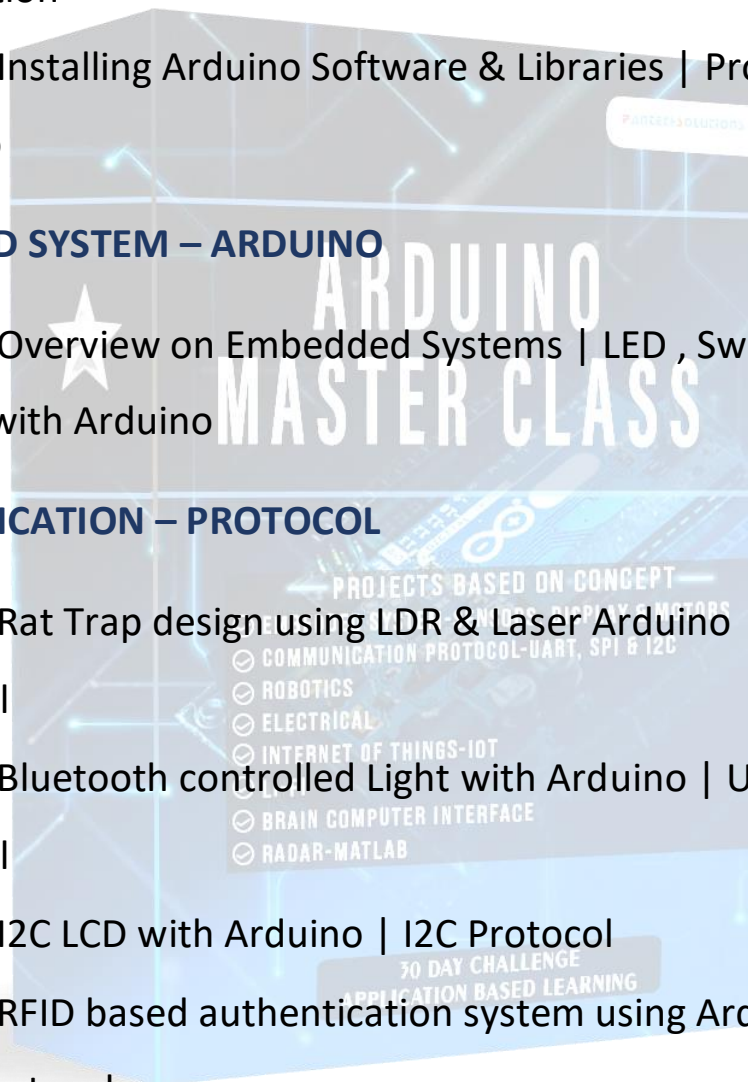 Installing Arduino Software & Libraries | Pro
PANTECH SOLUTIONS
D SYSTEM – ARDUINO
ARDUINO
Overview on Embedded Systems | LED , Sw
with Arduino
MASTER CLASS
ICATION – PROTOCOL
PROJECTS BASED ON CONCEPT
Rat Trap design using LDR & Laser Arduino
COMMUNICATION PROTOCOL-UART, SPI & I2C
ROBOTICS
l
ELECTRICAL
INTERNET OF THINGS-IOT
Bluetooth controlled Light with Arduino | U
BRAIN COMPUTER INTERFACE
l
RADAR-MATLAB
I2C LCD with Arduino | I2C Protocol
30 DAY CHALLENGE
APPLICATION BASED LEARNING
RFID based authentication system using Ard